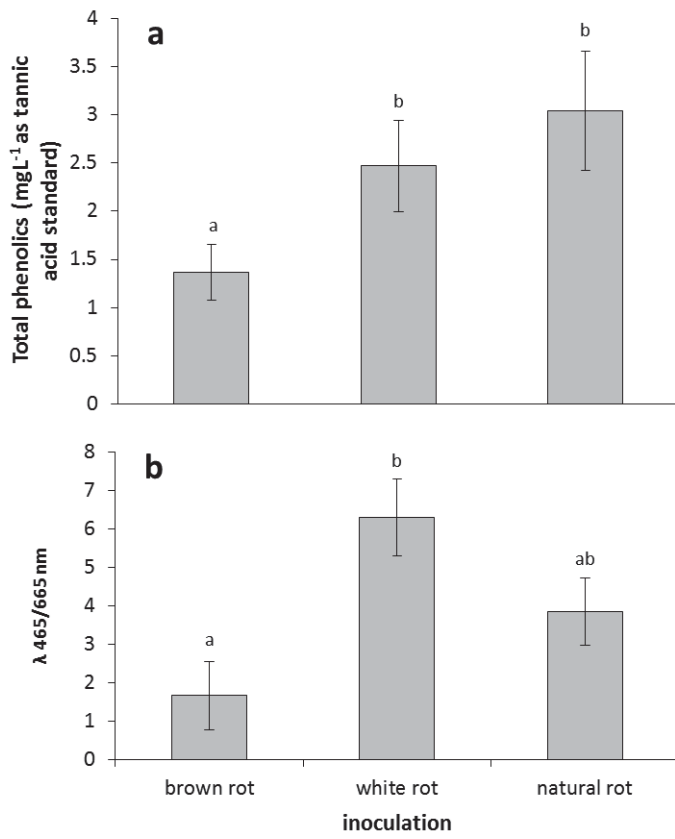 a
Total phenolics (mgL⁻¹ as tannic
acid standard)
4
3.5
3
2.5
2
1.5
1
0.5
0
a
b
b
b
λ 465/665 nm
8
7
6
5
4
3
2
1
0
a
b
ab
brown rot
white rot
natural rot
inoculation